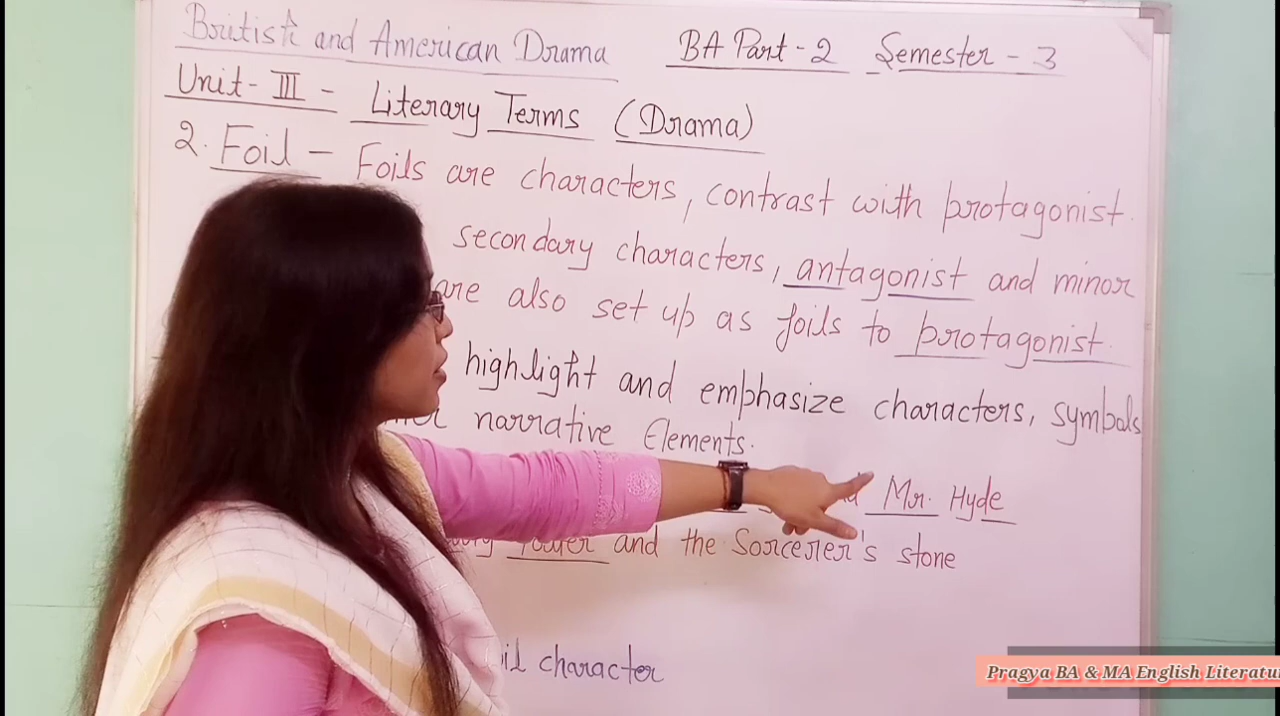 British and American Drama BA Part - 2 Semester - 3
Unit - III - Literary Terms (Drama)
2. Foil - Foils are characters, contrast with protagonist.
secondary characters, antagonist and minor
are also set up as foils to protagonist.
highlight and emphasize characters, symbols
narrative Elements.
Mr. Hyde
and the Sorcerer's stone
character
Pragya BA & MA English Literatu